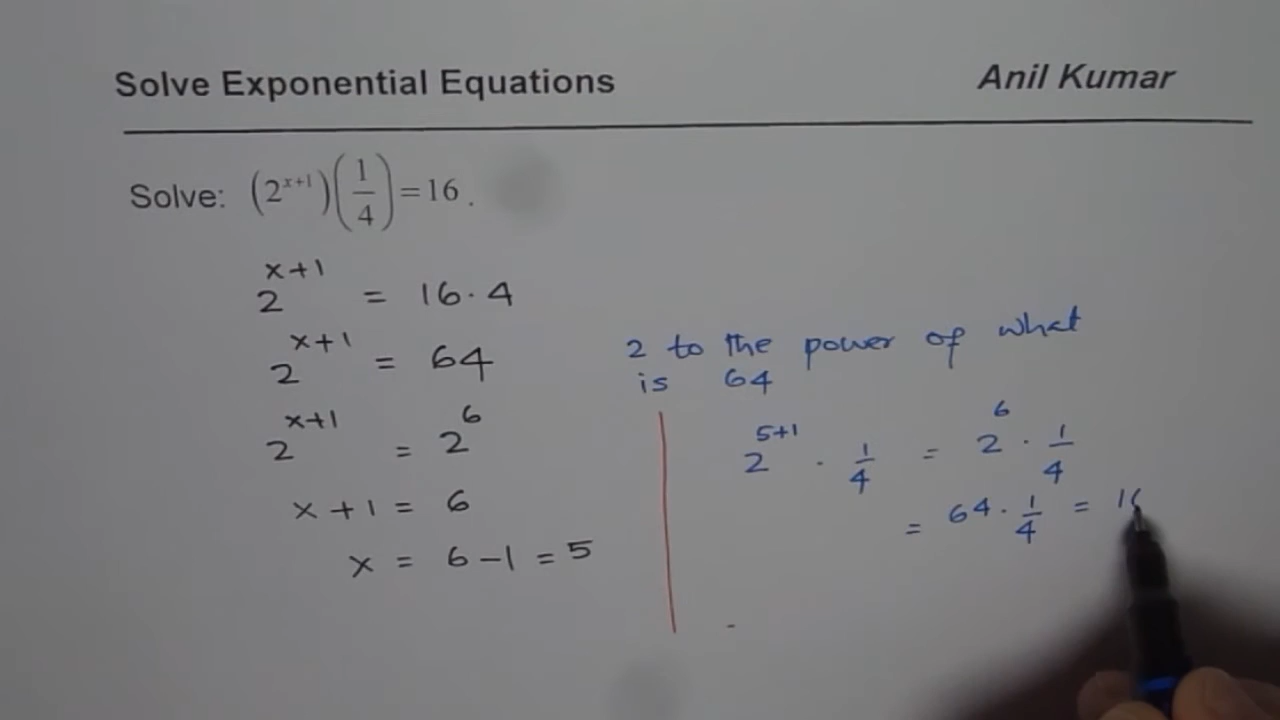 Solve Exponential Equations Anil Kumar
Solve: (2^{x+1})(1/4) = 16.
2^{x+1} = 16 · 4
2^{x+1} = 64
2^{x+1} = 2^6
x + 1 = 6
x = 6 - 1 = 5
2 to the power of what
is 64
2^{5+1} · 1/4 = 2^6 · 1/4
= 64 · 1/4 = 16